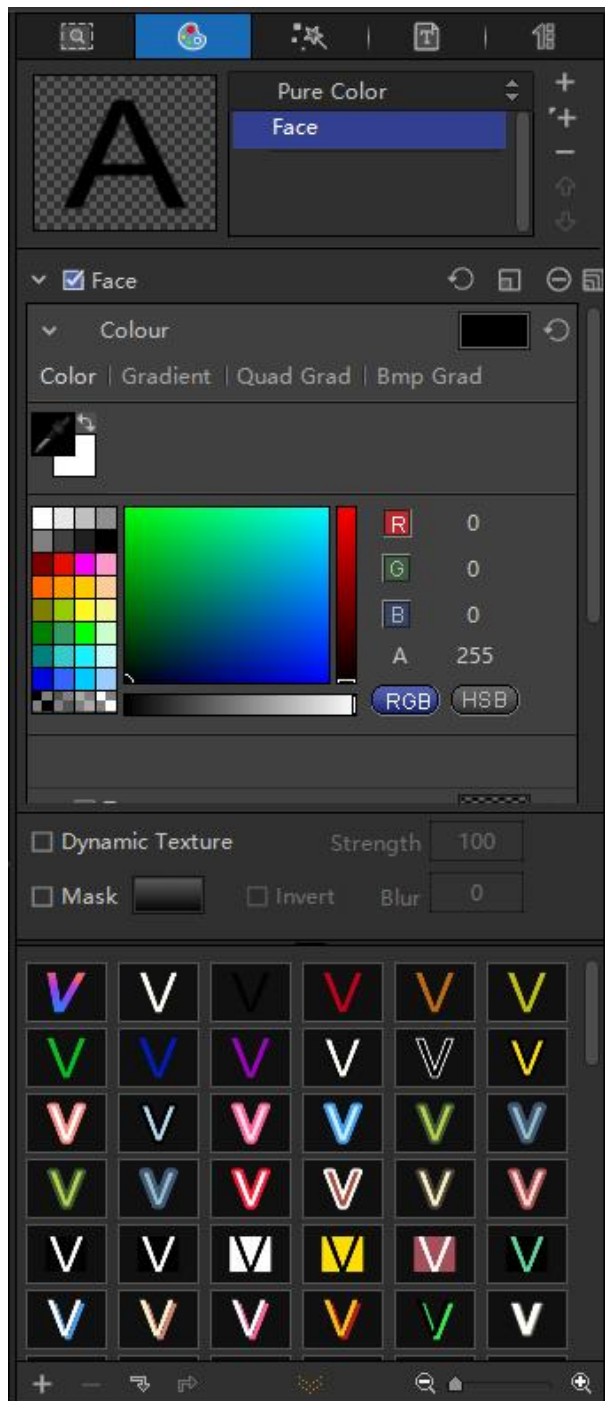 T
A
Pure Color
Face
Face
Colour
Color | Gradient | Quad Grad | Bmp Grad
R 0
G 0
B 0
A 255
RGB HSB
Dynamic Texture Strength 100
Mask Invert Blur 0
V V V V V V
V V V V V V
V V V V V V
V V V V V V
V V V V V V
V V V V V V